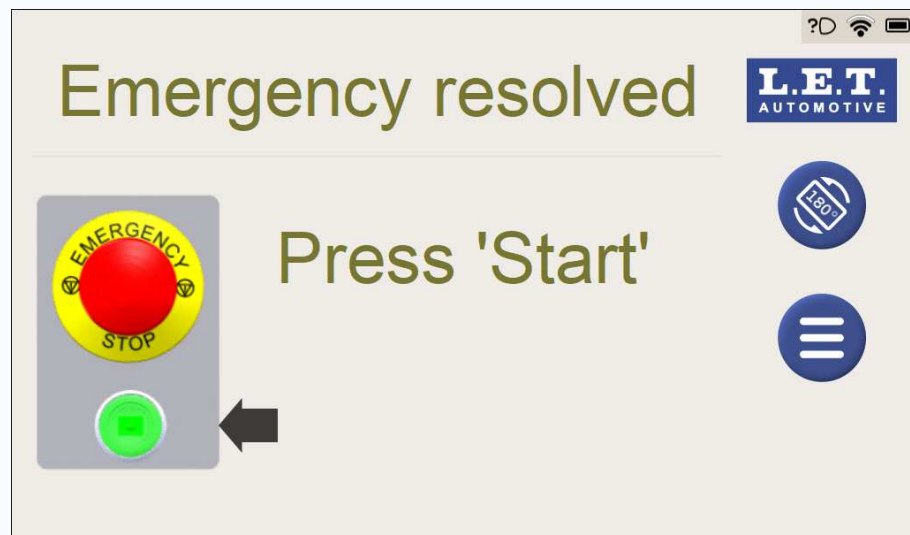 ?
Emergency resolved
L.E.T.
AUTOMOTIVE
180°
EMERGENCY
STOP
Press 'Start'